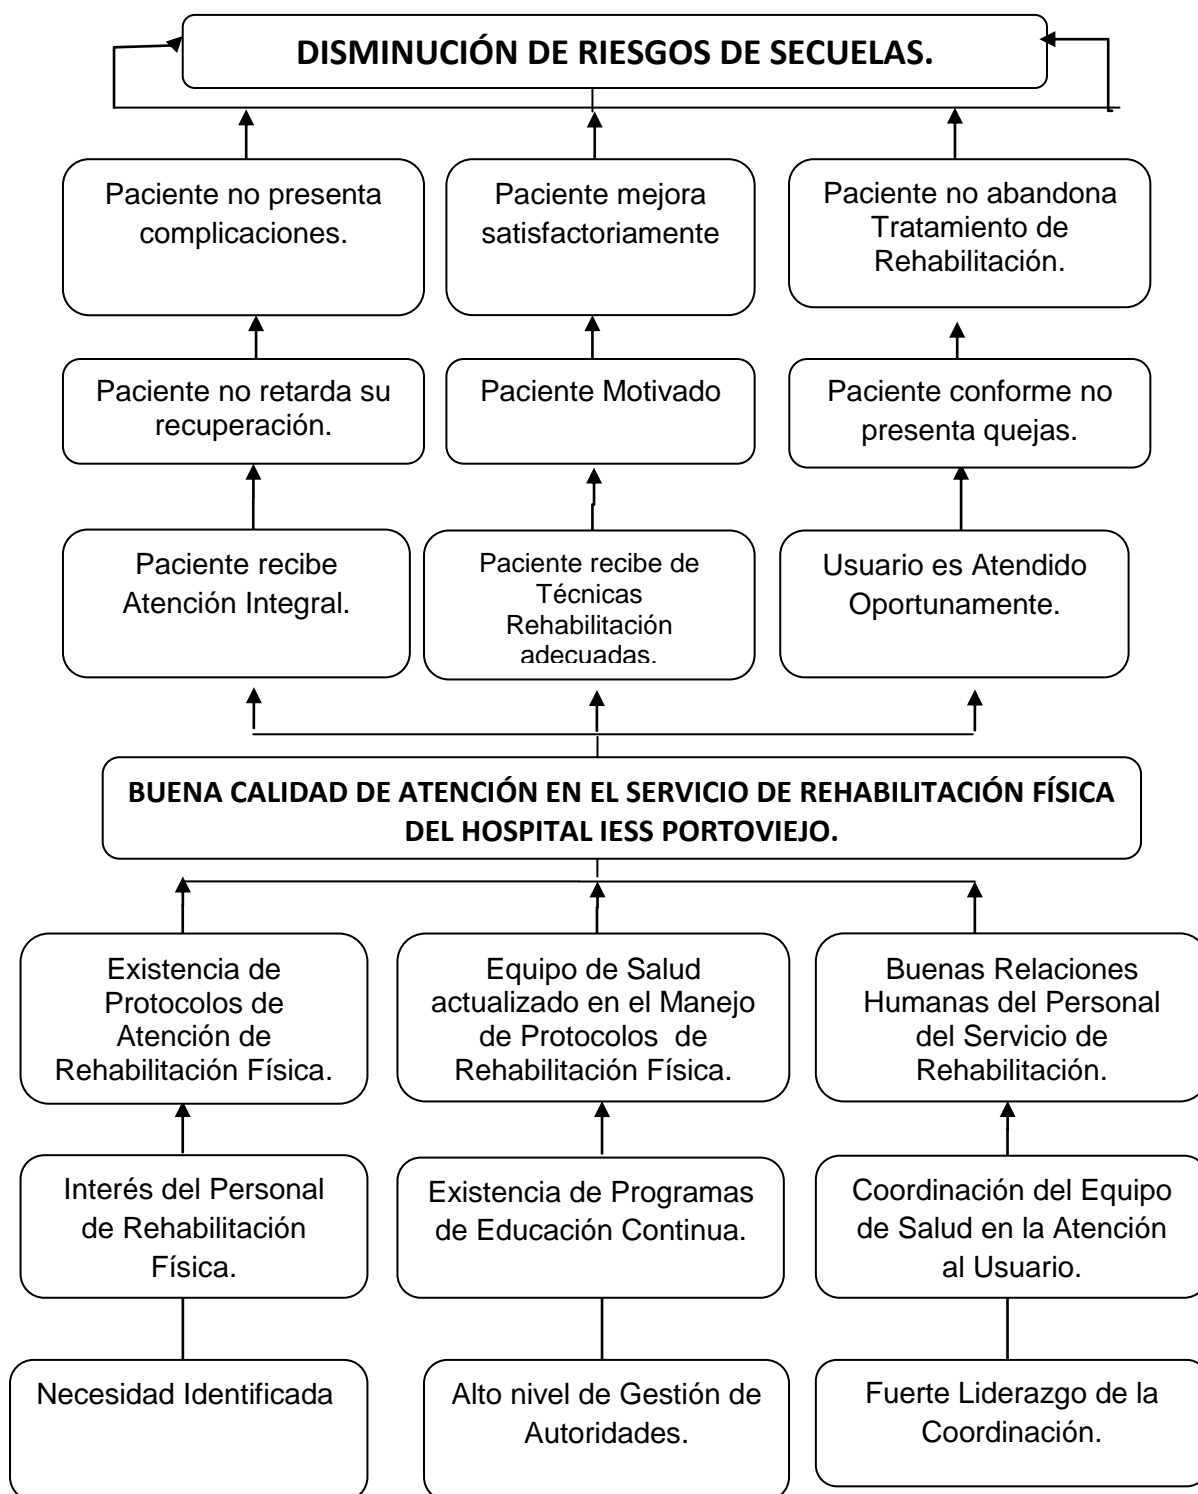 DISMINUCIÓN DE RIESGOS DE SECUELAS.
Paciente no presenta
complicaciones.
Paciente mejora
satisfactoriamente
Paciente no abandona
Tratamiento de
Rehabilitación.
Paciente no retarda su
recuperación.
Paciente Motivado
Paciente conforme no
presenta quejas.
Paciente recibe
Atención Integral.
Paciente recibe de
Técnicas
Rehabilitación
adecuadas.
Usuario es Atendido
Oportunamente.
BUENA CALIDAD DE ATENCIÓN EN EL SERVICIO DE REHABILITACIÓN FÍSICA
DEL HOSPITAL IESS PORTOVIEJO.
Existencia de
Protocolos de
Atención de
Rehabilitación Física.
Equipo de Salud
actualizado en el Manejo
de Protocolos de
Rehabilitación Física.
Buenas Relaciones
Humanas del Personal
del Servicio de
Rehabilitación.
Interés del Personal
de Rehabilitación
Física.
Existencia de Programas
de Educación Continua.
Coordinación del Equipo
de Salud en la Atención
al Usuario.
Necesidad Identificada
Alto nivel de Gestión de
Autoridades.
Fuerte Liderazgo de la
Coordinación.